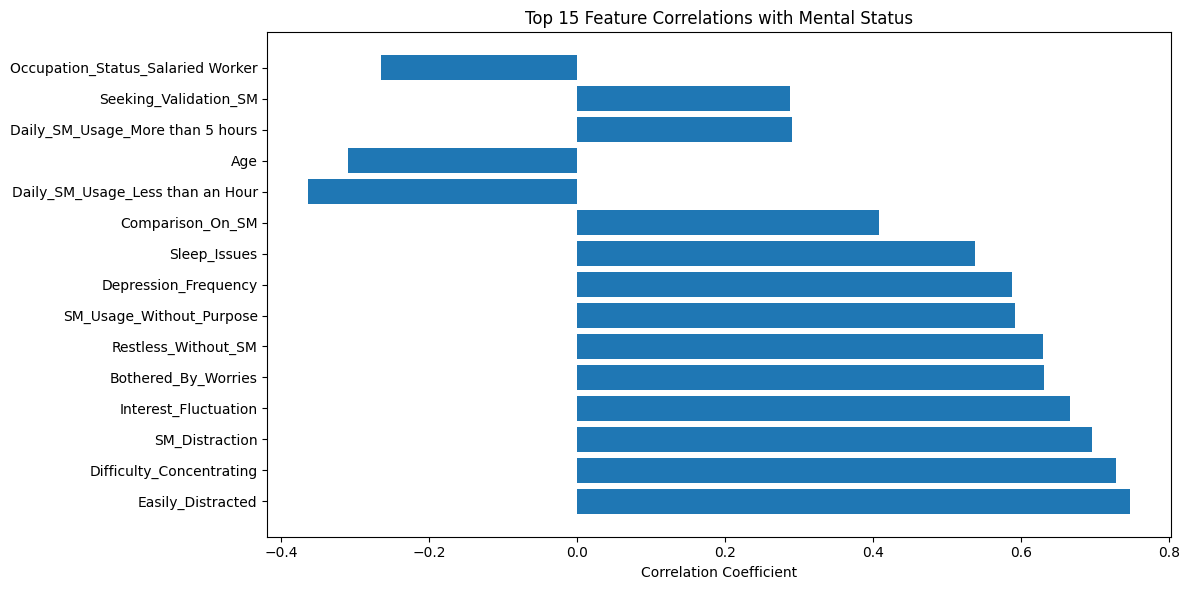 Top 15 Feature Correlations with Mental Status
Occupation_Status_Salaried Worker
Seeking_Validation_SM
Daily_SM_Usage_More than 5 hours
Age
Daily_SM_Usage_Less than an Hour
Comparison_On_SM
Sleep_Issues
Depression_Frequency
SM_Usage_Without_Purpose
Restless_Without_SM
Bothered_By_Worries
Interest_Fluctuation
SM_Distraction
Difficulty_Concentrating
Easily_Distracted
−0.4 −0.2 0.0 0.2 0.4 0.6 0.8
Correlation Coefficient